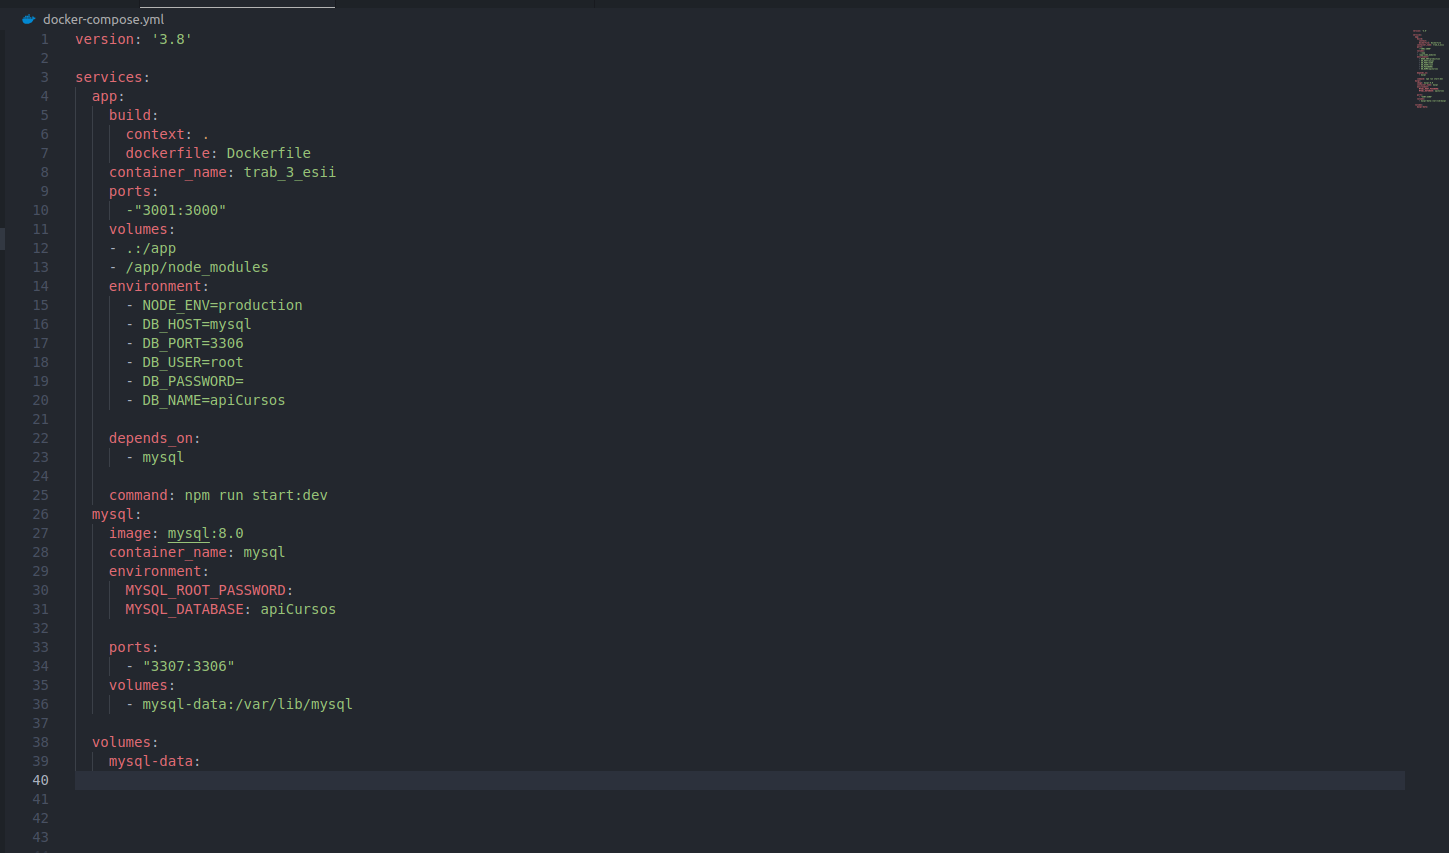 docker-compose.yml
1 version: '3.8'
2
3 services:
4   app:
5     build:
6       context: .
7       dockerfile: Dockerfile
8     container_name: trab_3_esii
9     ports:
10       -"3001:3000"
11     volumes:
12     - .:/app
13     - /app/node_modules
14     environment:
15       - NODE_ENV=production
16       - DB_HOST=mysql
17       - DB_PORT=3306
18       - DB_USER=root
19       - DB_PASSWORD=
20       - DB_NAME=apiCursos
21
22     depends_on:
23       - mysql
24
25     command: npm run start:dev
26   mysql:
27     image: mysql:8.0
28     container_name: mysql
29     environment:
30       MYSQL_ROOT_PASSWORD:
31       MYSQL_DATABASE: apiCursos
32
33     ports:
34       - "3307:3306"
35     volumes:
36       - mysql-data:/var/lib/mysql
37
38   volumes:
39     mysql-data:
40
41
42
43